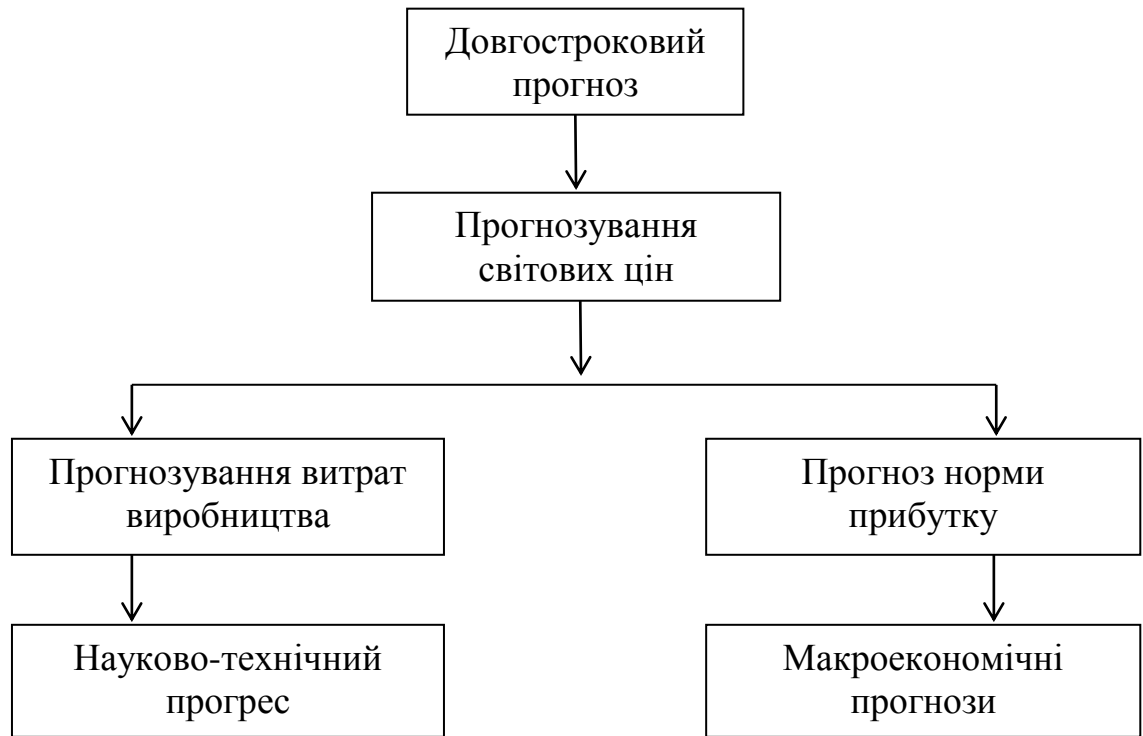 Довгостроковий
прогноз
Прогнозування
світових цін
Прогнозування витрат
виробництва
Прогноз норми
прибутку
Науково-технічний
прогрес
Макроекономічні
прогнози